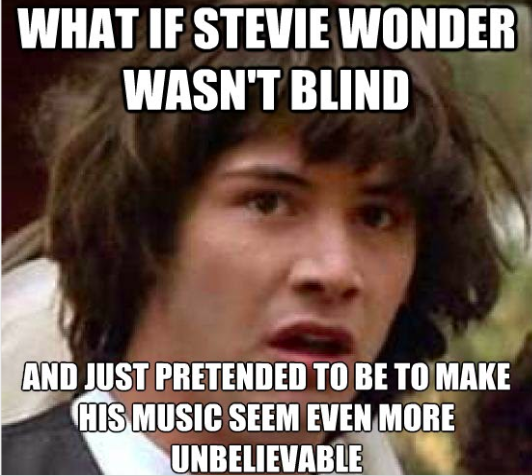 WHAT IF STEVIE WONDER
WASN'T BLIND
AND JUST PRETENDED TO BE TO MAKE
HIS MUSIC SEEM EVEN MORE
UNBELIEVABLE